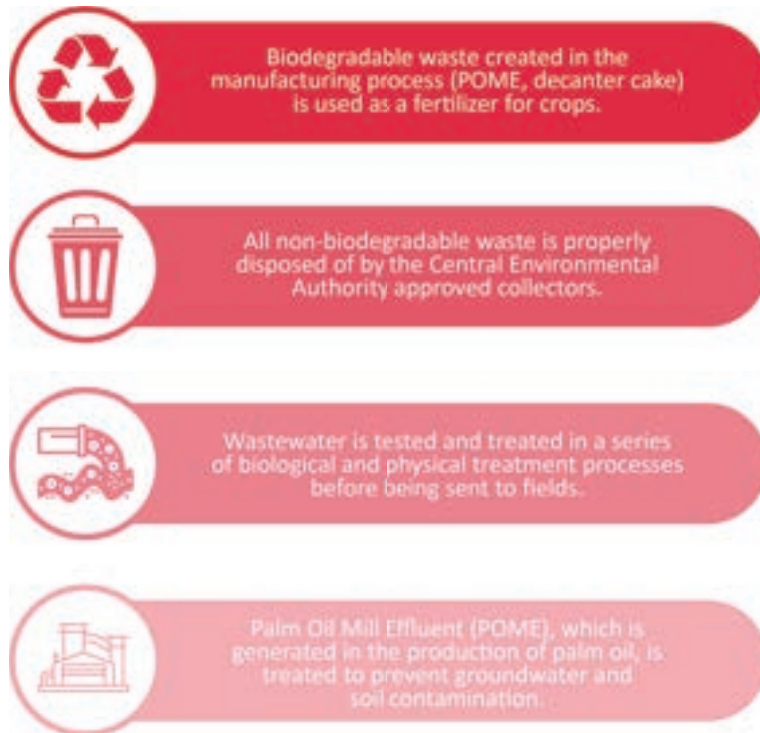 Biodegradable waste created in the
manufacturing process (POME, decanter cake)
is used as a fertilizer for crops.
All non-biodegradable waste is properly
disposed of by the Central Environmental
Authority approved collectors.
Wastewater is tested and treated in a series
of biological and physical treatment processes
before being sent to fields.
Palm Oil Mill Effluent (POME), which is
generated in the production of palm oil, is
treated to prevent groundwater and
soil contamination.